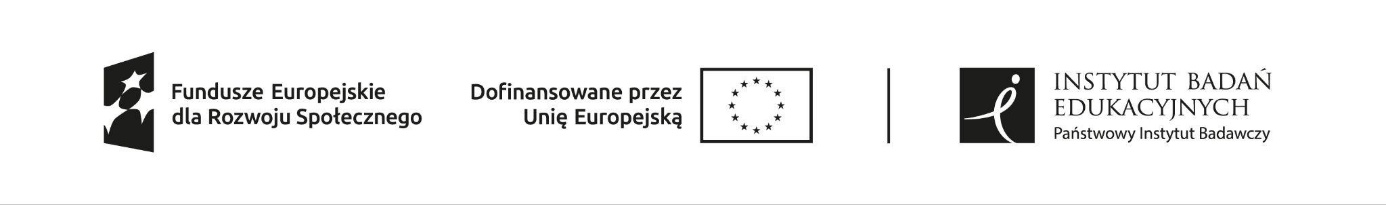 Fundusze Europejskie
dla Rozwoju Społecznego
Dofinansowane przez
Unię Europejską
INSTYTUT BADAŃ
EDUKACYJNYCH
Państwowy Instytut Badawczy